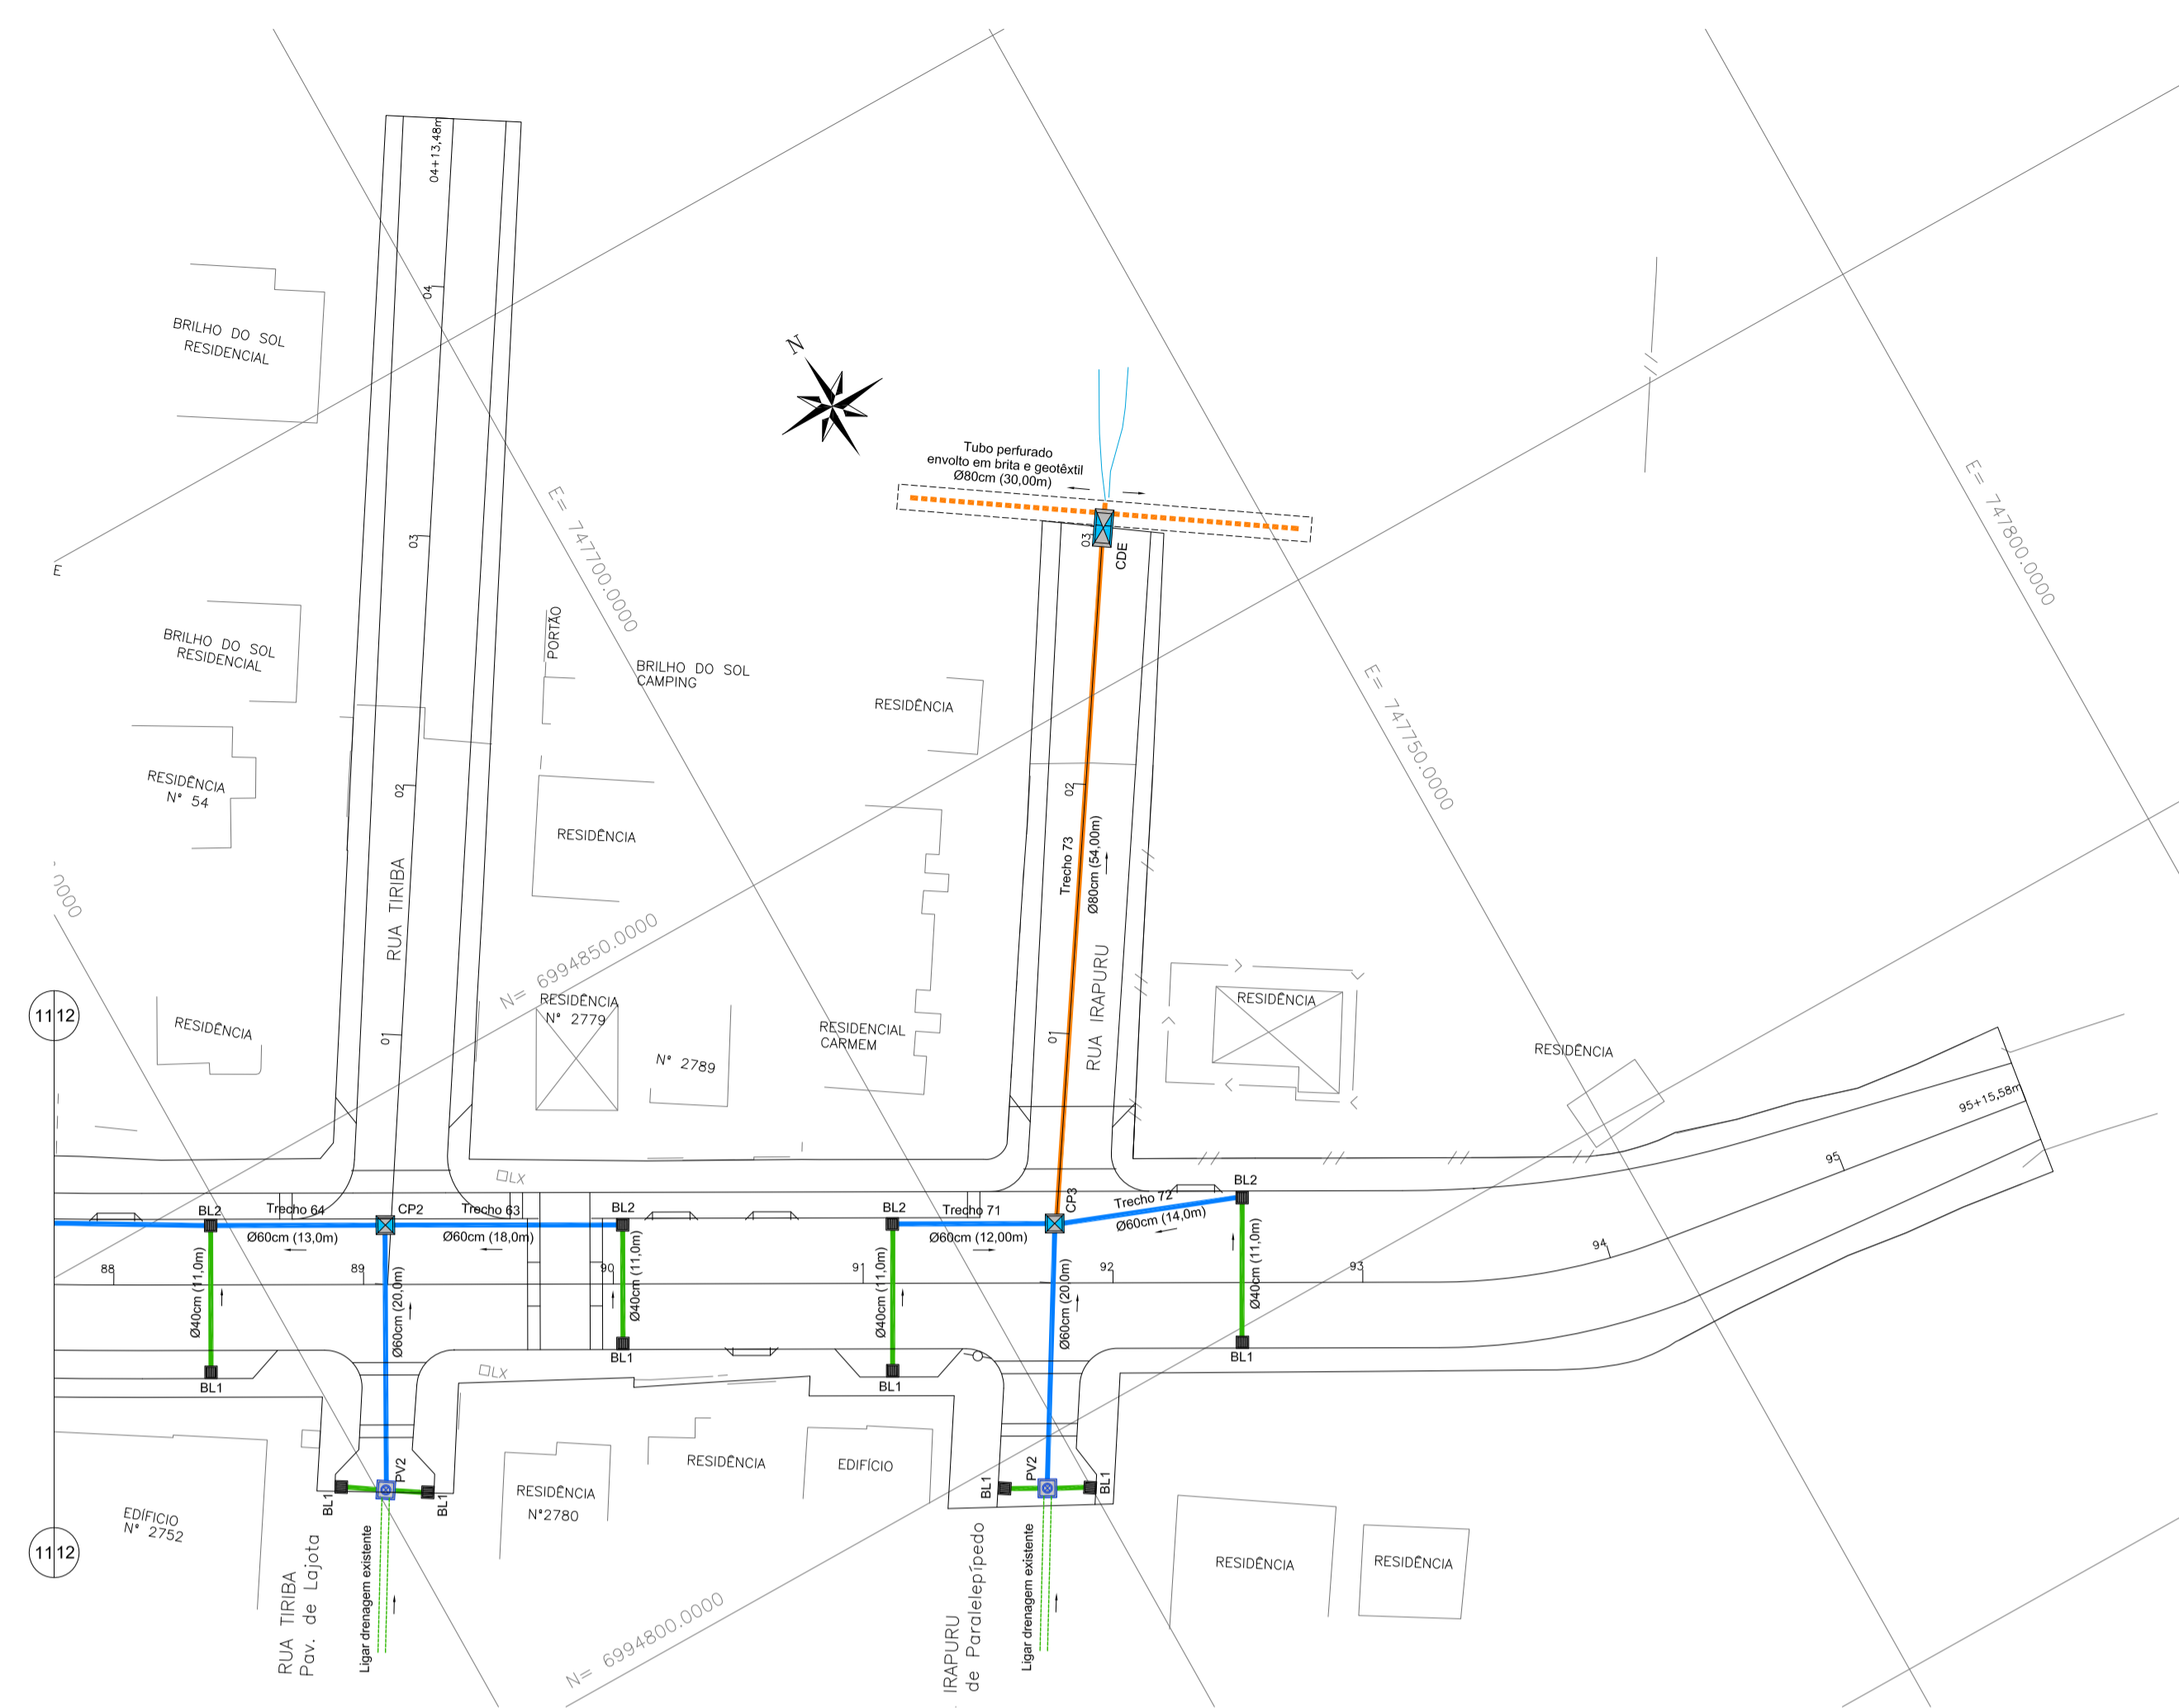 04+13,48m
04
03
02
01
BRILHO DO SOL
RESIDENCIAL
N
Tubo perfurado
envolto em brita e geotêxtil
Ø80cm (30,00m)
E= 747700.0000
E= 747750.0000
E= 747800.0000
03
CDE
E
BRILHO DO SOL
RESIDENCIAL
PORTÃO
BRILHO DO SOL
CAMPING
RESIDÊNCIA
RESIDÊNCIA
N° 54
RESIDÊNCIA
02
Trecho 73
Ø80cm (54,00m)
RUA TIRIBA
0000
N= 6994850.0000
RUA IRAPURU
01
RESIDÊNCIA
RESIDÊNCIA
N° 2779
N° 2789
RESIDENCIAL
CARMEM
RESIDÊNCIA
RESIDÊNCIA
11 12
95+15,58m
95
94
93
92
91
90
89
88
LX
BL2
Trecho 64
CP2
Trecho 63
BL2
BL2
Trecho 71
CP3
Trecho 72
BL2
Ø60cm (13,0m)
Ø60cm (18,0m)
Ø60cm (12,00m)
Ø60cm (14,0m)
Ø40cm (11,0m)
Ø60cm (20,0m)
Ø40cm (11,0m)
Ø40cm (11,0m)
Ø60cm (20,0m)
Ø40cm (11,0m)
BL1
BL1
BL1
BL1
LX
PV2
BL1
BL1
PV2
BL1
BL1
RESIDÊNCIA
EDIFÍCIO
RESIDÊNCIA
N°2780
EDÍFICIO
N° 2752
11 12
RUA TIRIBA
Pav. de Lajota
Ligar drenagem existente
N= 6994800.0000
IRAPURU
de Paralelepípedo
Ligar drenagem existente
RESIDÊNCIA
RESIDÊNCIA